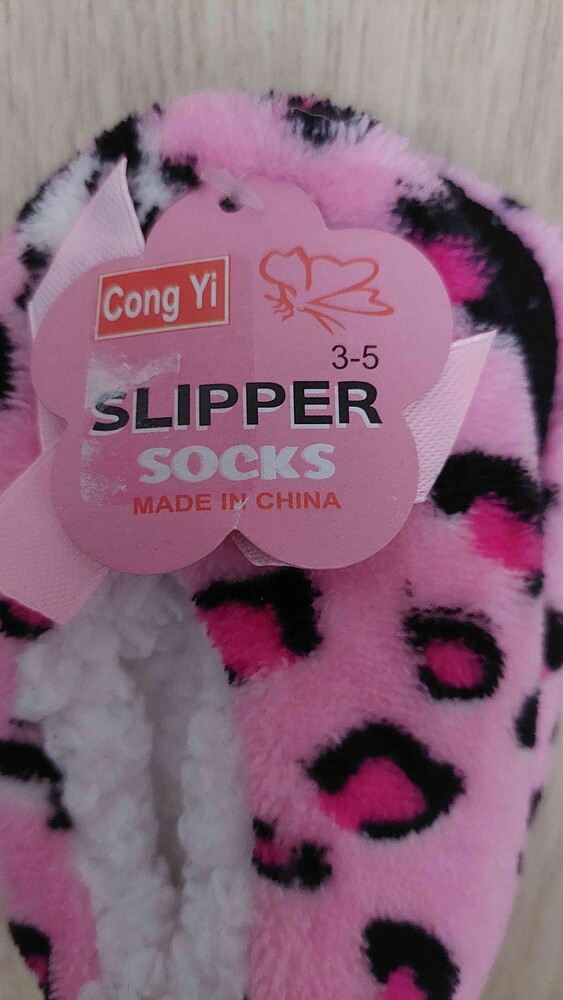 Cong Yi
3-5
SLIPPER
SOCKS
MADE IN CHINA